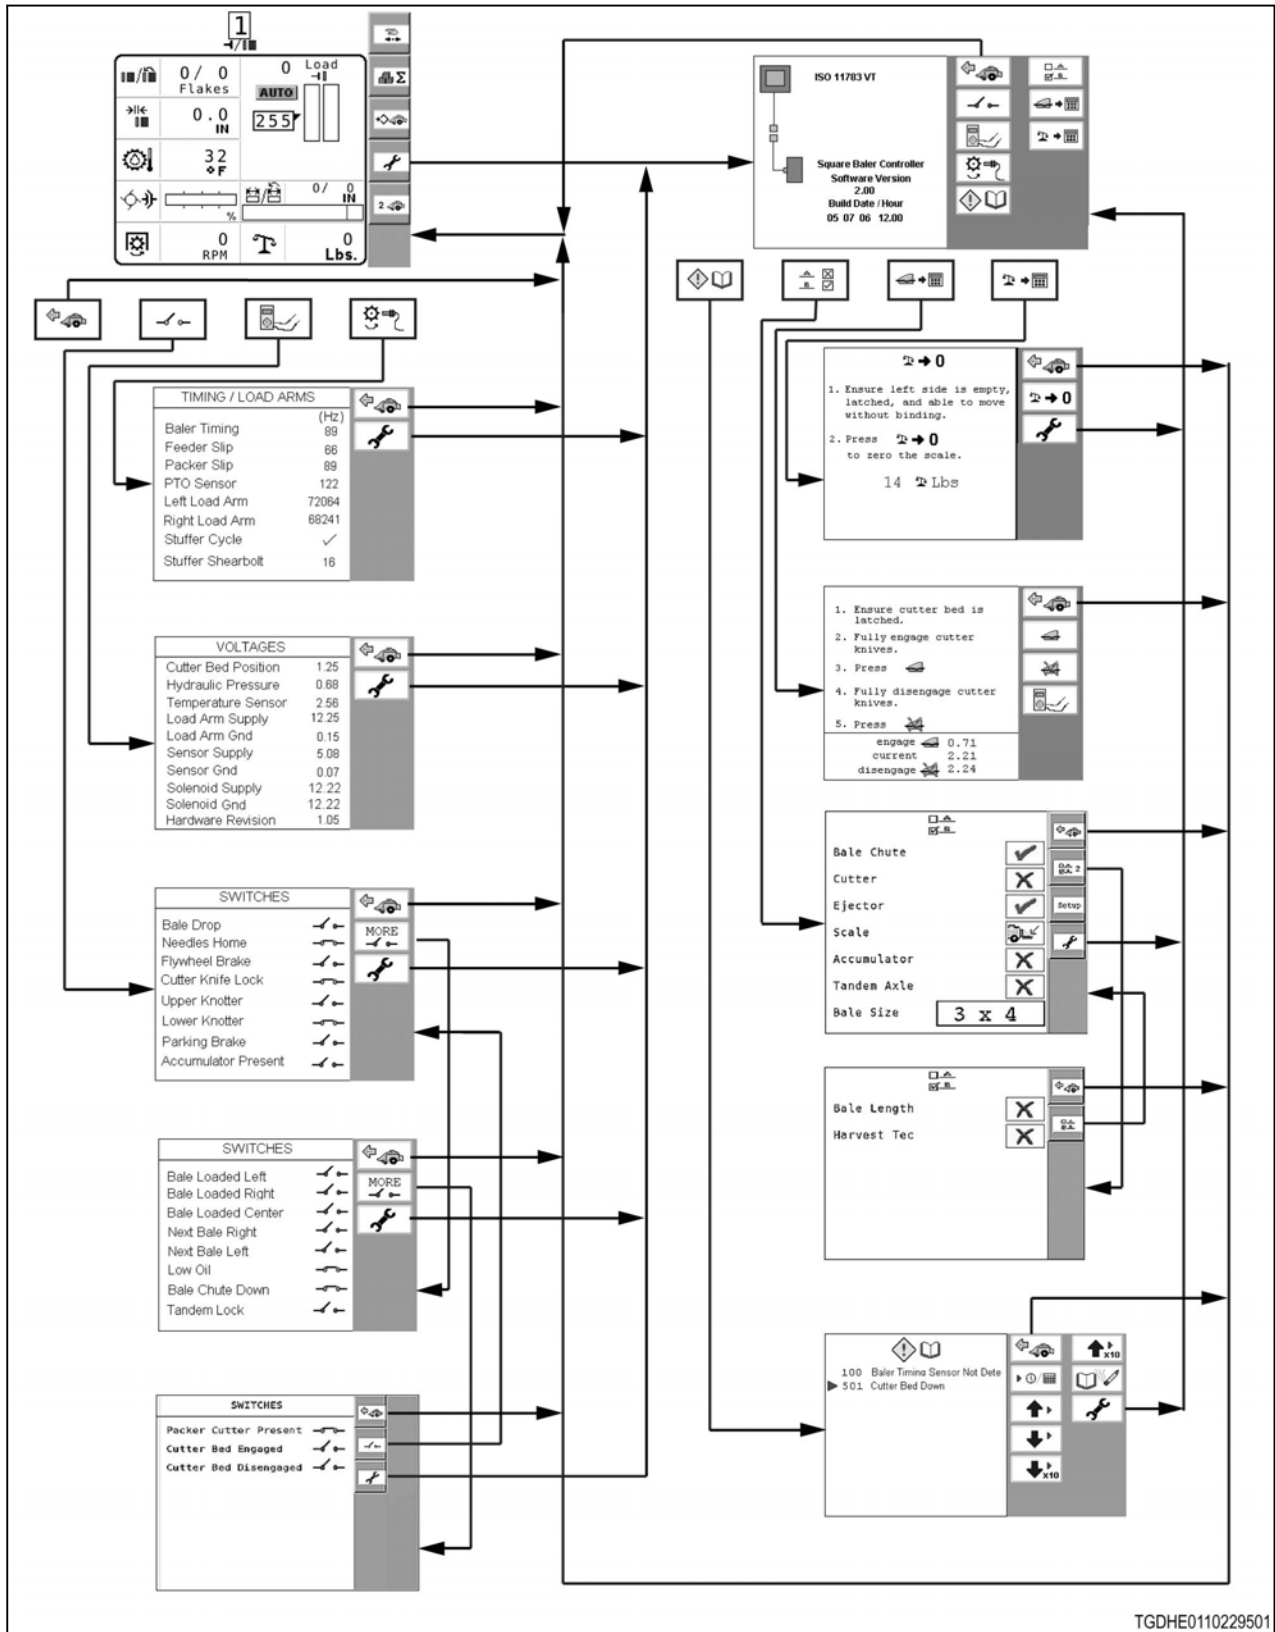 1
0/ 0
Flakes
0 Load
AUTO
255
0.0
IN
32
°F
%
0/ 0
IN
0
RPM
0
Lbs.
Σ
2
ISO 11783 VT
Square Baler Controller
Software Version
2.00
Build Date / Hour
05 07 06 12.00
TIMING / LOAD ARMS
(Hz)
Baler Timing 89
Feeder Slip 66
Packer Slip 89
PTO Sensor 122
Left Load Arm 72064
Right Load Arm 68241
Stuffer Cycle ✓
Stuffer Shearbolt 16
VOLTAGES
Cutter Bed Position 1.25
Hydraulic Pressure 0.68
Temperature Sensor 2.56
Load Arm Supply 12.25
Load Arm Gnd 0.15
Sensor Supply 5.08
Sensor Gnd 0.07
Solenoid Supply 12.22
Solenoid Gnd 12.22
Hardware Revision 1.05
SWITCHES
Bale Drop
Needles Home
Flywheel Brake
Cutter Knife Lock
Upper Knotter
Lower Knotter
Parking Brake
Accumulator Present
MORE
SWITCHES
Bale Loaded Left
Bale Loaded Right
Bale Loaded Center
Next Bale Right
Next Bale Left
Low Oil
Bale Chute Down
Tandem Lock
MORE
SWITCHES
Packer Cutter Present
Cutter Bed Engaged
Cutter Bed Disengaged
A
B
→ 0
1. Ensure left side is empty,
latched, and able to move
without binding.
2. Press → 0
to zero the scale.
14 Lbs
→ 0
1. Ensure cutter bed is
latched.
2. Fully engage cutter
knives.
3. Press
4. Fully disengage cutter
knives.
5. Press
engage 0.71
current 2.21
disengage 2.24
A
B
Bale Chute
Cutter
Ejector
Scale
Accumulator
Tandem Axle
Bale Size 3 x 4
2
Setup
A
B
Bale Length
Harvest Tec
100 Baler Timing Sensor Not Dete
501 Cutter Bed Down
x10
x10
TGDHE0110229501